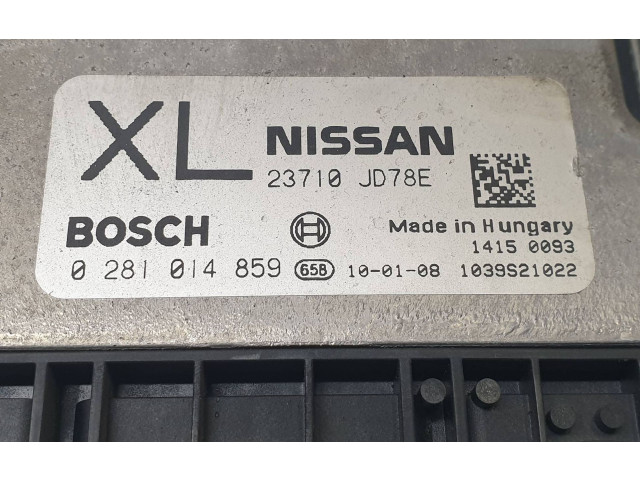 XL NISSAN
23710 JD78E
BOSCH Made in Hungary
1415 0093
0 281 014 859 65B 10-01-08 1039S21022